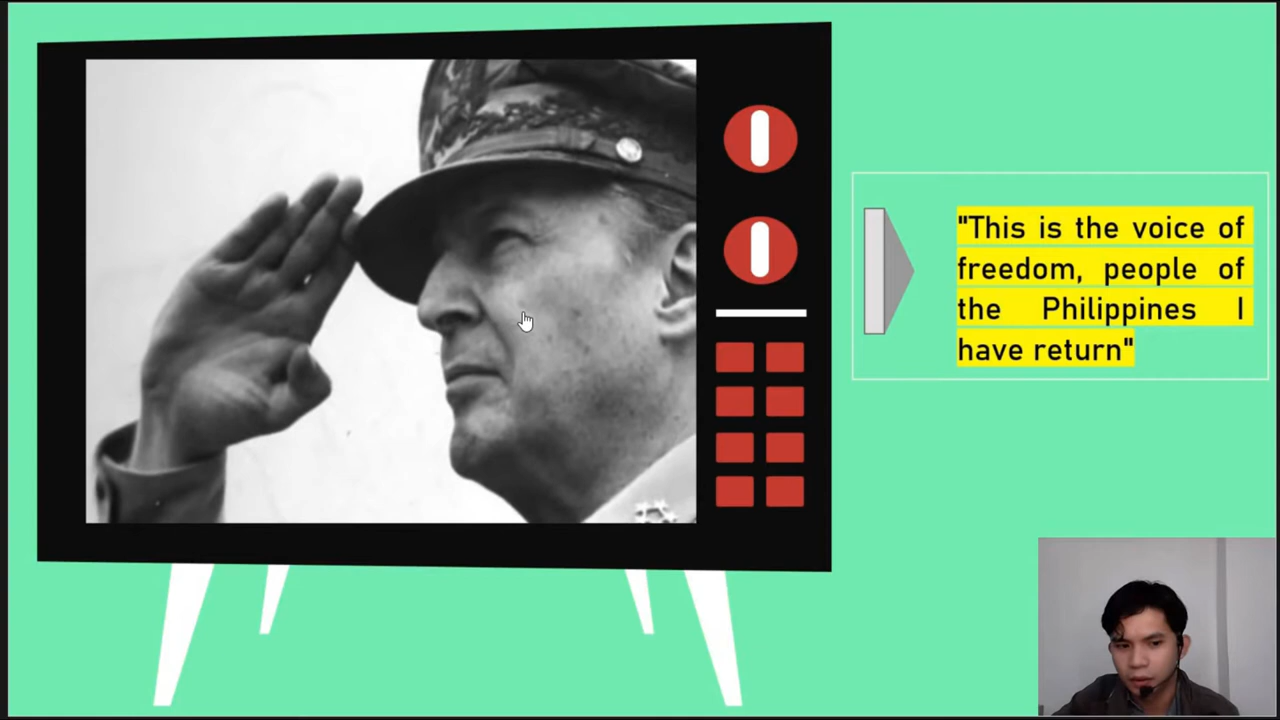 "This is the voice of
freedom, people of
the Philippines I
have return"